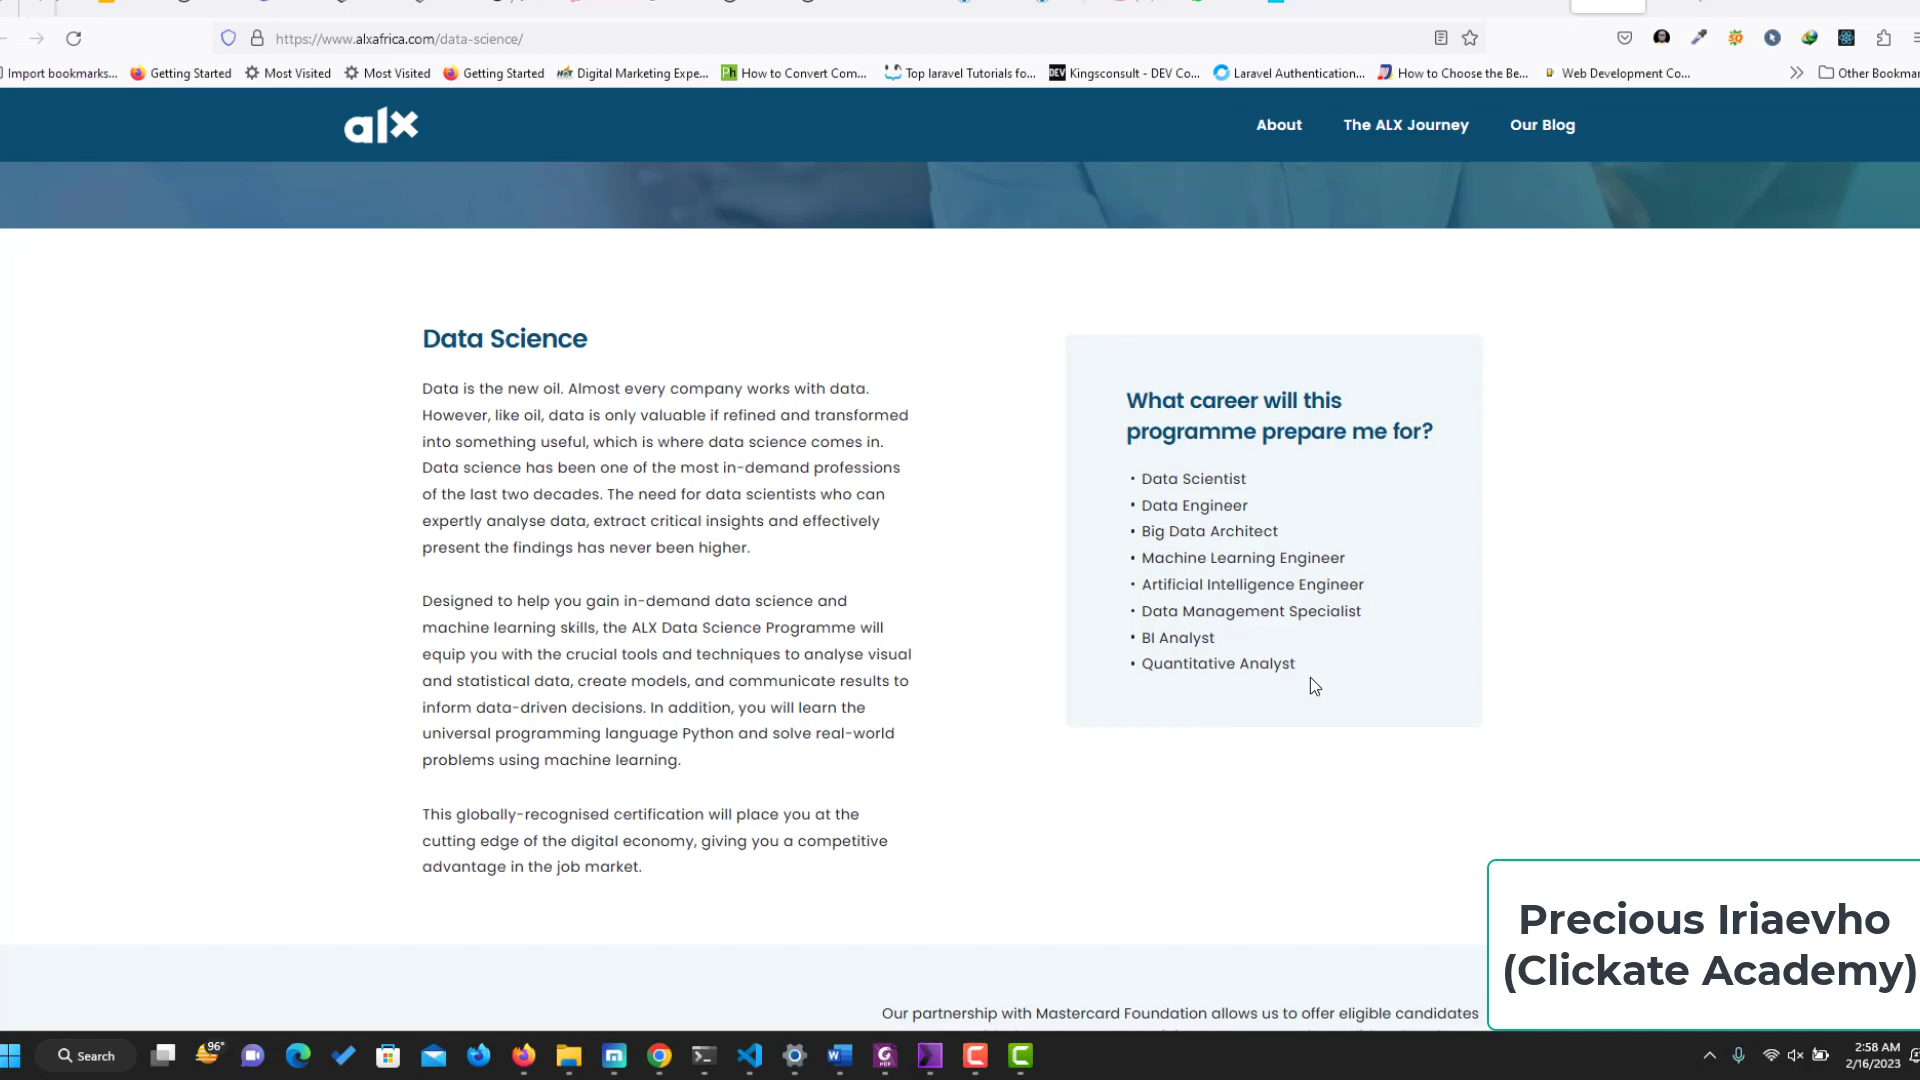 https://www.alxafrica.com/data-science/
Import bookmarks...
Getting Started
Most Visited
Most Visited
Getting Started
Digital Marketing Expe...
How to Convert Com...
Top laravel Tutorials fo...
DEV
Kingsconsult - DEV Co...
Laravel Authentication...
How to Choose the Be...
Web Development Co...
Other Bookmar
alx
About
The ALX Journey
Our Blog
Data Science
Data is the new oil. Almost every company works with data.
However, like oil, data is only valuable if refined and transformed
into something useful, which is where data science comes in.
Data science has been one of the most in-demand professions
of the last two decades. The need for data scientists who can
expertly analyse data, extract critical insights and effectively
present the findings has never been higher.
Designed to help you gain in-demand data science and
machine learning skills, the ALX Data Science Programme will
equip you with the crucial tools and techniques to analyse visual
and statistical data, create models, and communicate results to
inform data-driven decisions. In addition, you will learn the
universal programming language Python and solve real-world
problems using machine learning.
This globally-recognised certification will place you at the
cutting edge of the digital economy, giving you a competitive
advantage in the job market.
What career will this
programme prepare me for?
• Data Scientist
• Data Engineer
• Big Data Architect
• Machine Learning Engineer
• Artificial Intelligence Engineer
• Data Management Specialist
• BI Analyst
• Quantitative Analyst
Our partnership with Mastercard Foundation allows us to offer eligible candidates
Precious Iriaevho
(Clickate Academy)
96°
Search
2:58 AM
2/16/2023